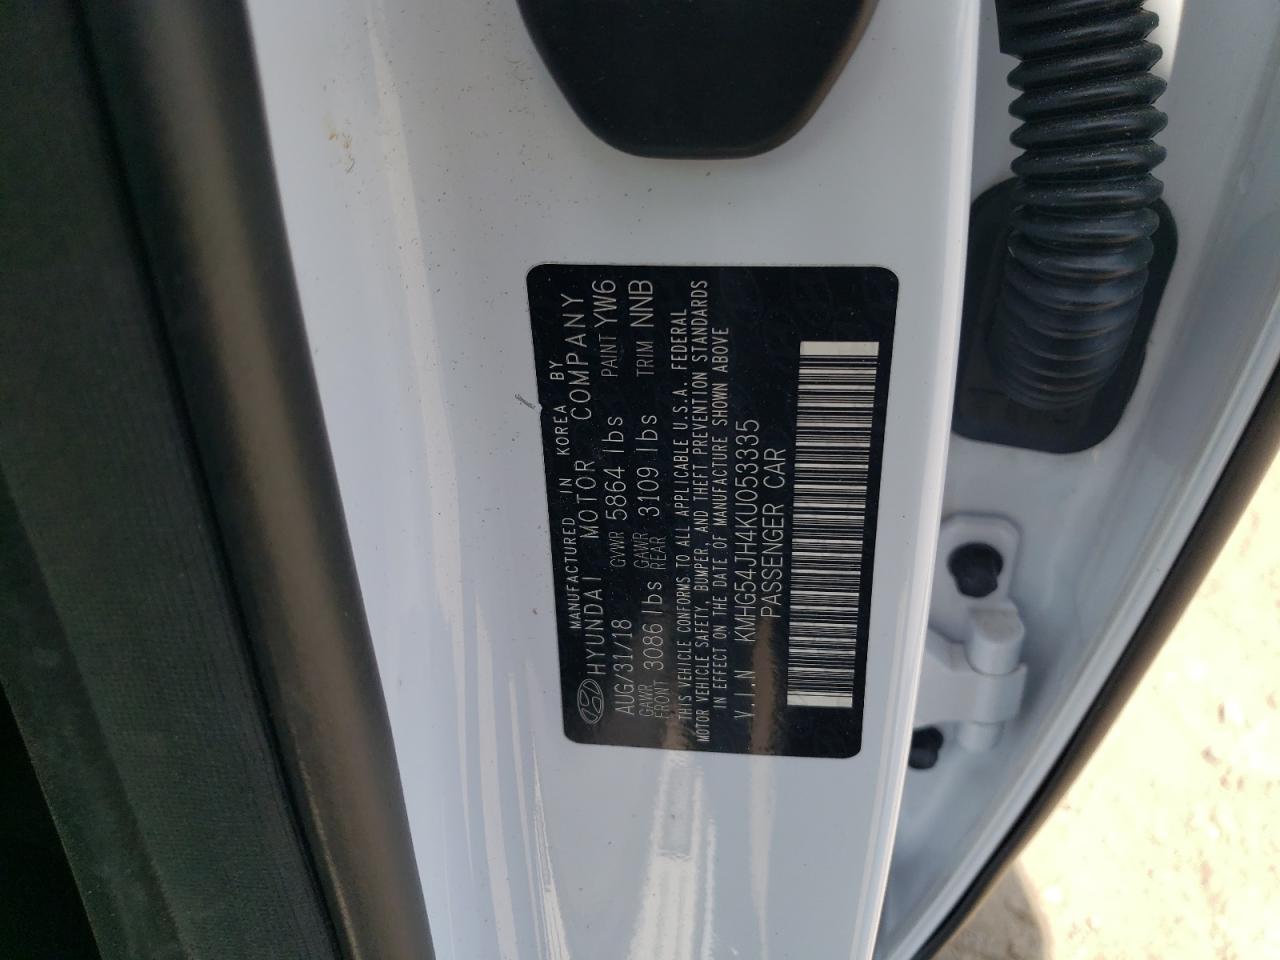 MANUFACTURED IN KOREA BY
HYUNDAI MOTOR COMPANY
AUG/31/18 GVWR 5864 lbs PAINT YW6
GAWR FRONT 3086 lbs GAWR REAR 3109 lbs TRIM NNB
THIS VEHICLE CONFORMS TO ALL APPLICABLE U.S.A. FEDERAL
MOTOR VEHICLE SAFETY, BUMPER, AND THEFT PREVENTION STANDARDS
IN EFFECT ON THE DATE OF MANUFACTURE SHOWN ABOVE
V.I.N KMHG54JH4KU053335
PASSENGER CAR